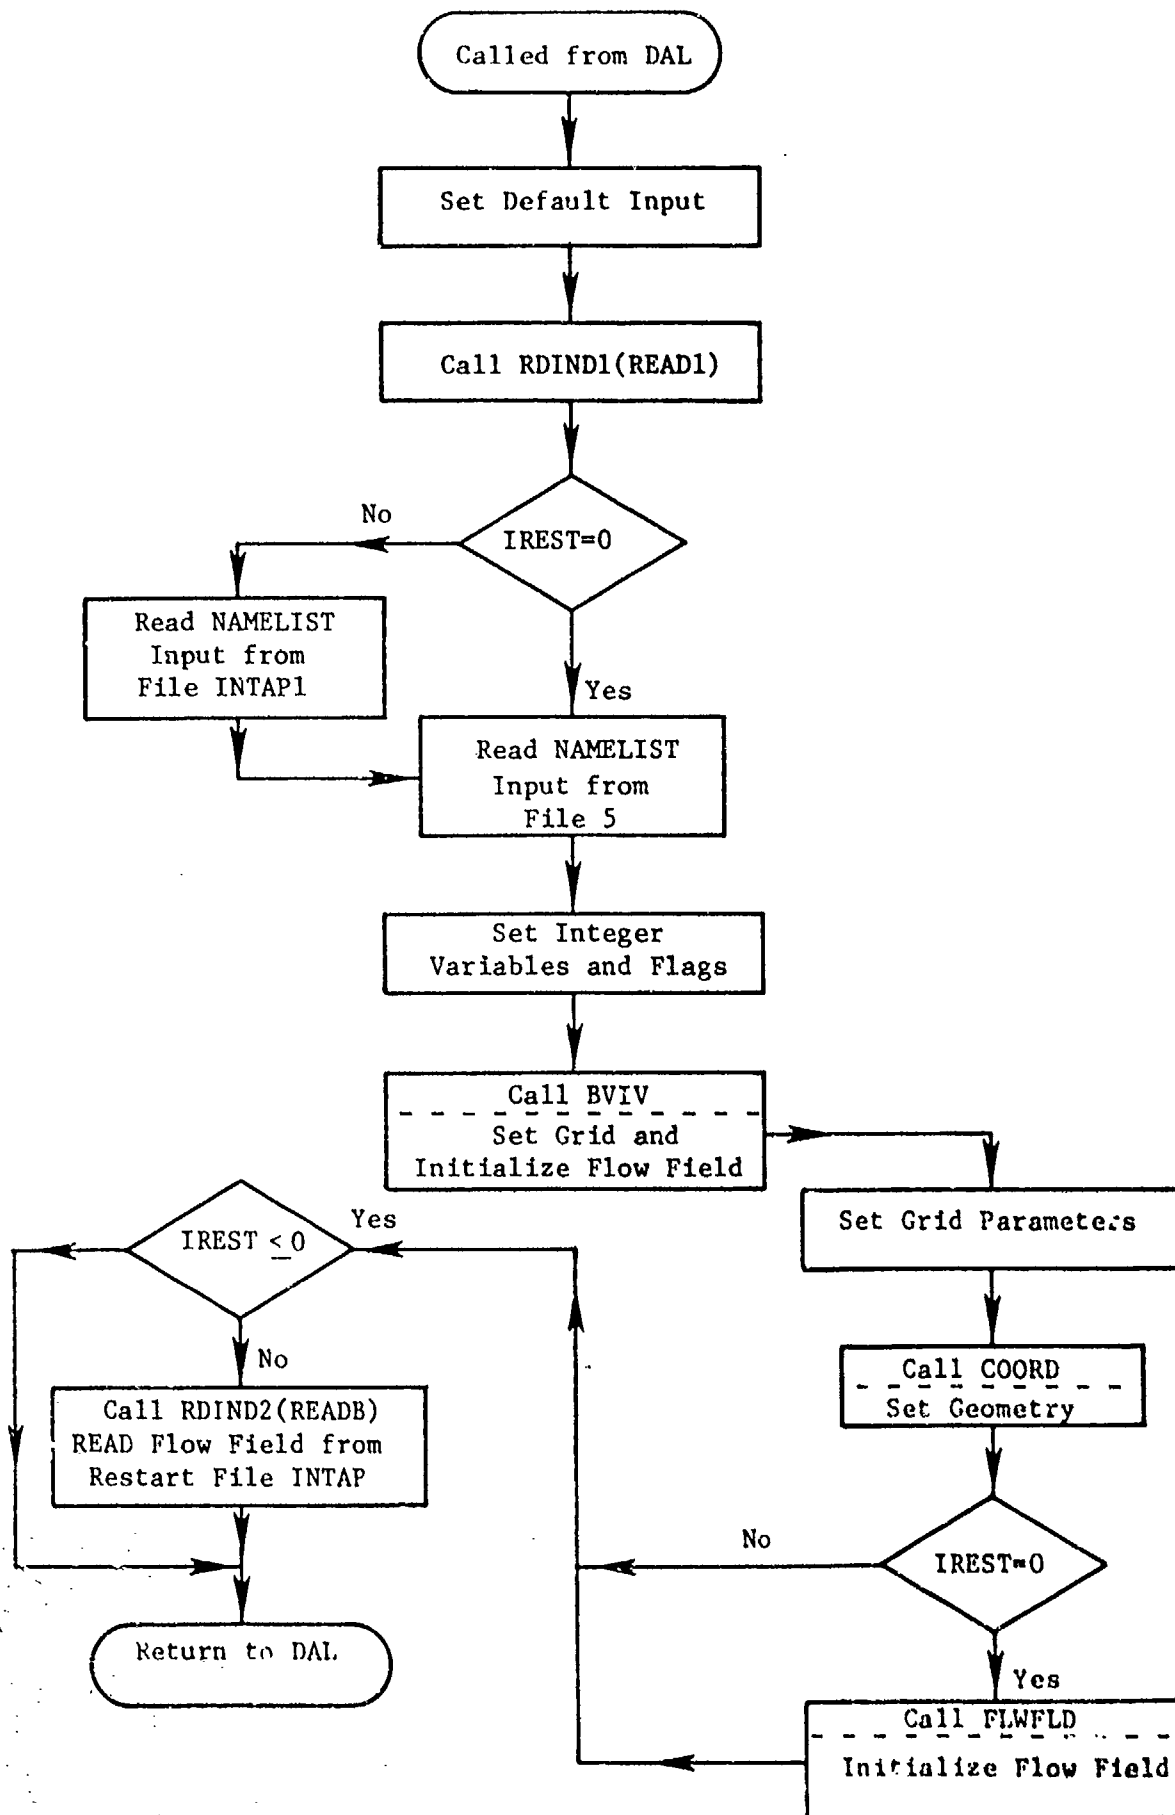 Called from DAL
Set Default Input
Call RDIND1(READ1)
IREST=0
No
Read NAMELIST
Input from
File INTAP1
Yes
Read NAMELIST
Input from
File 5
Set Integer
Variables and Flags
Call BVIV
Set Grid and
Initialize Flow Field
Set Grid Parameters
Call COORD
Set Geometry
IREST=0
No
Yes
Call FLWFLD
Initialize Flow Field
IREST ≤0
Yes
No
Call RDIND2(READB)
READ Flow Field from
Restart File INTAP
Return to DAL